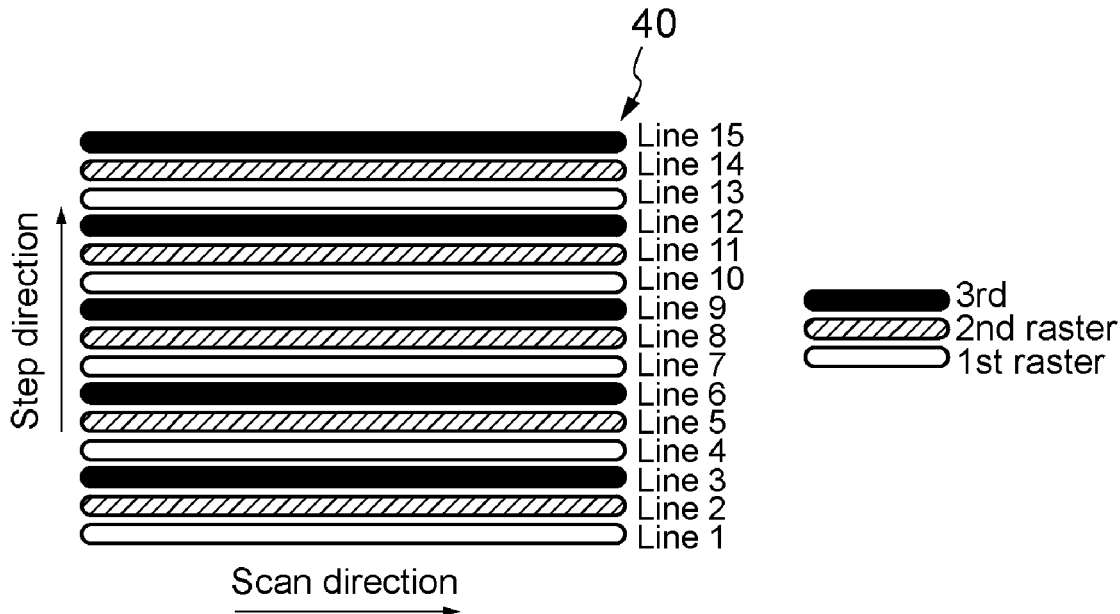 40
Line 15
Line 14
Line 13
Line 12
Line 11
Line 10
Line 9
Line 8
Line 7
Line 6
Line 5
Line 4
Line 3
Line 2
Line 1
Step direction
Scan direction
3rd
2nd raster
1st raster